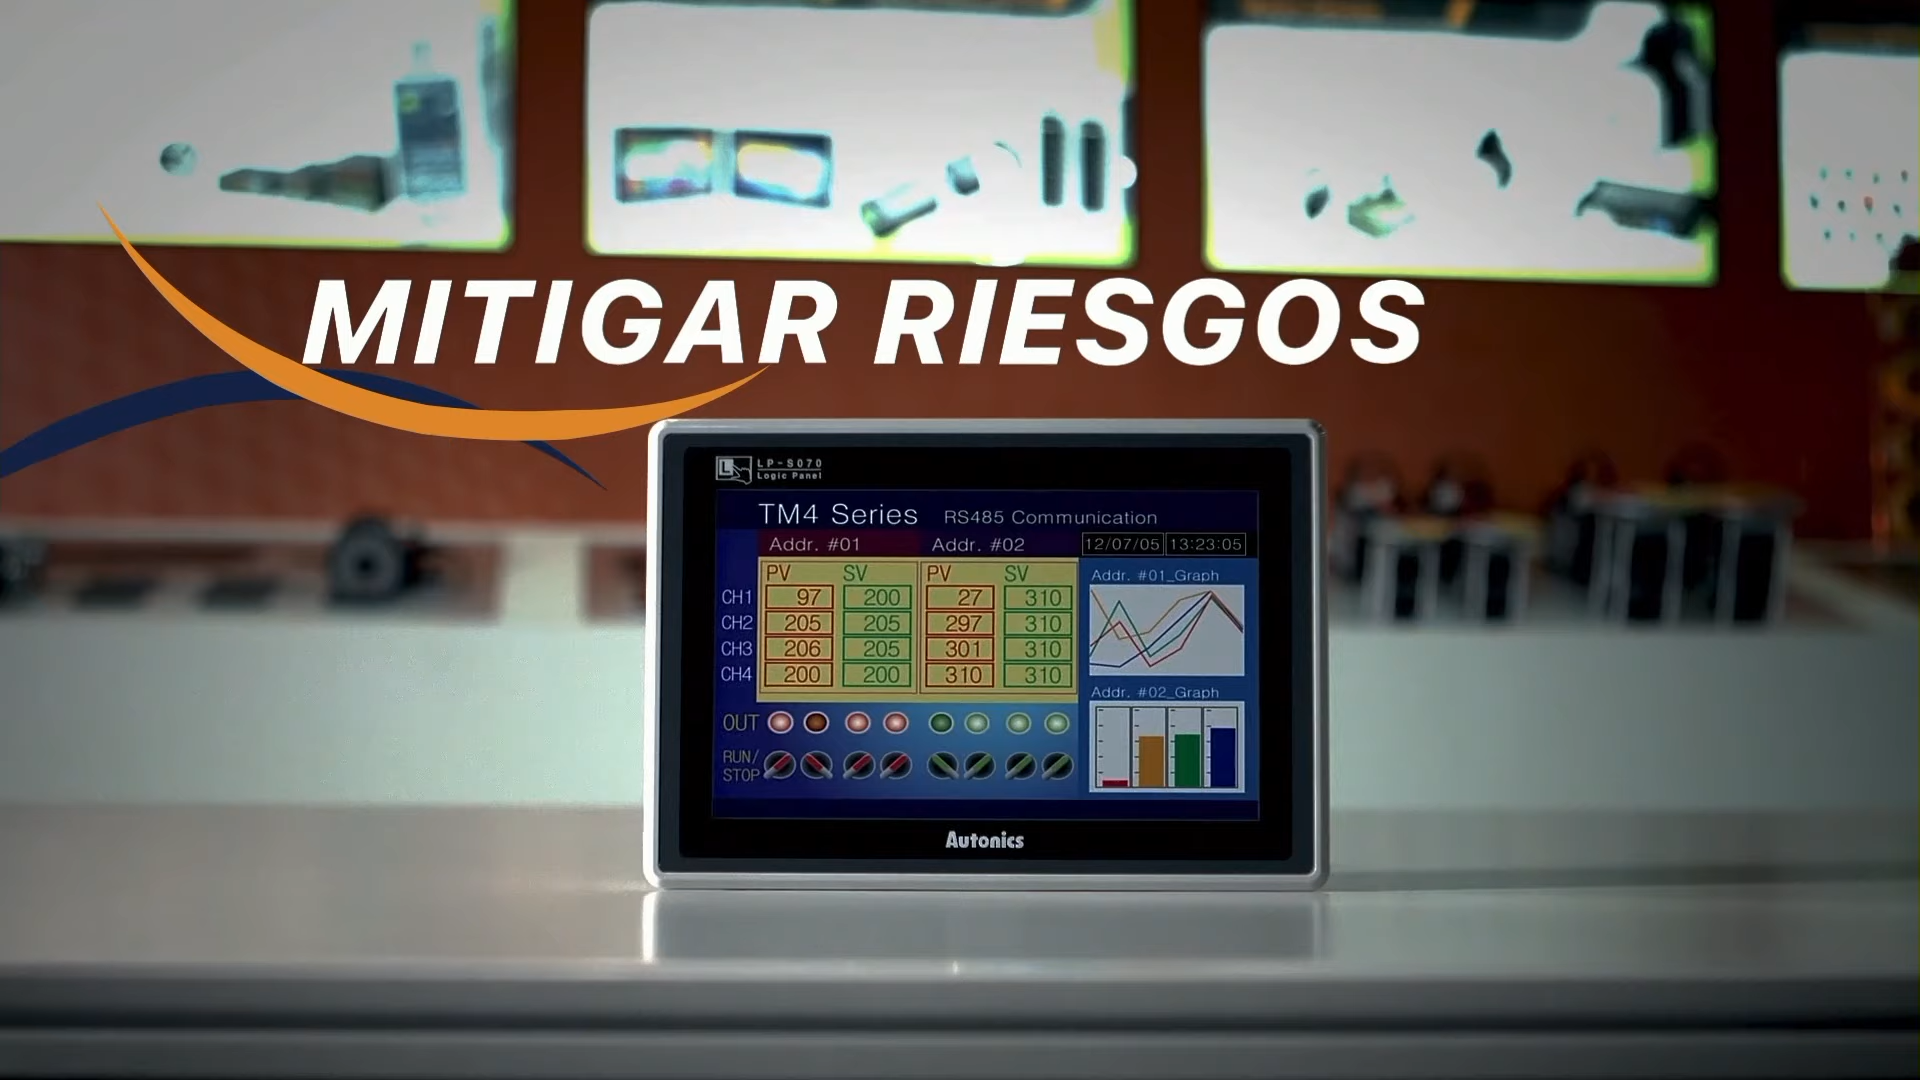 MITIGAR RIESGOS
LP-S070
Logic Panel
TM4 Series RS485 Communication
Addr. #01 Addr. #02 12/07/05 13:23:05
PV SV PV SV Addr. #01_Graph
CH1 97 200 27 310
CH2 205 205 297 310
CH3 206 205 301 310
CH4 200 200 310 310
Addr. #02_Graph
OUT
RUN/
STOP
Autonics